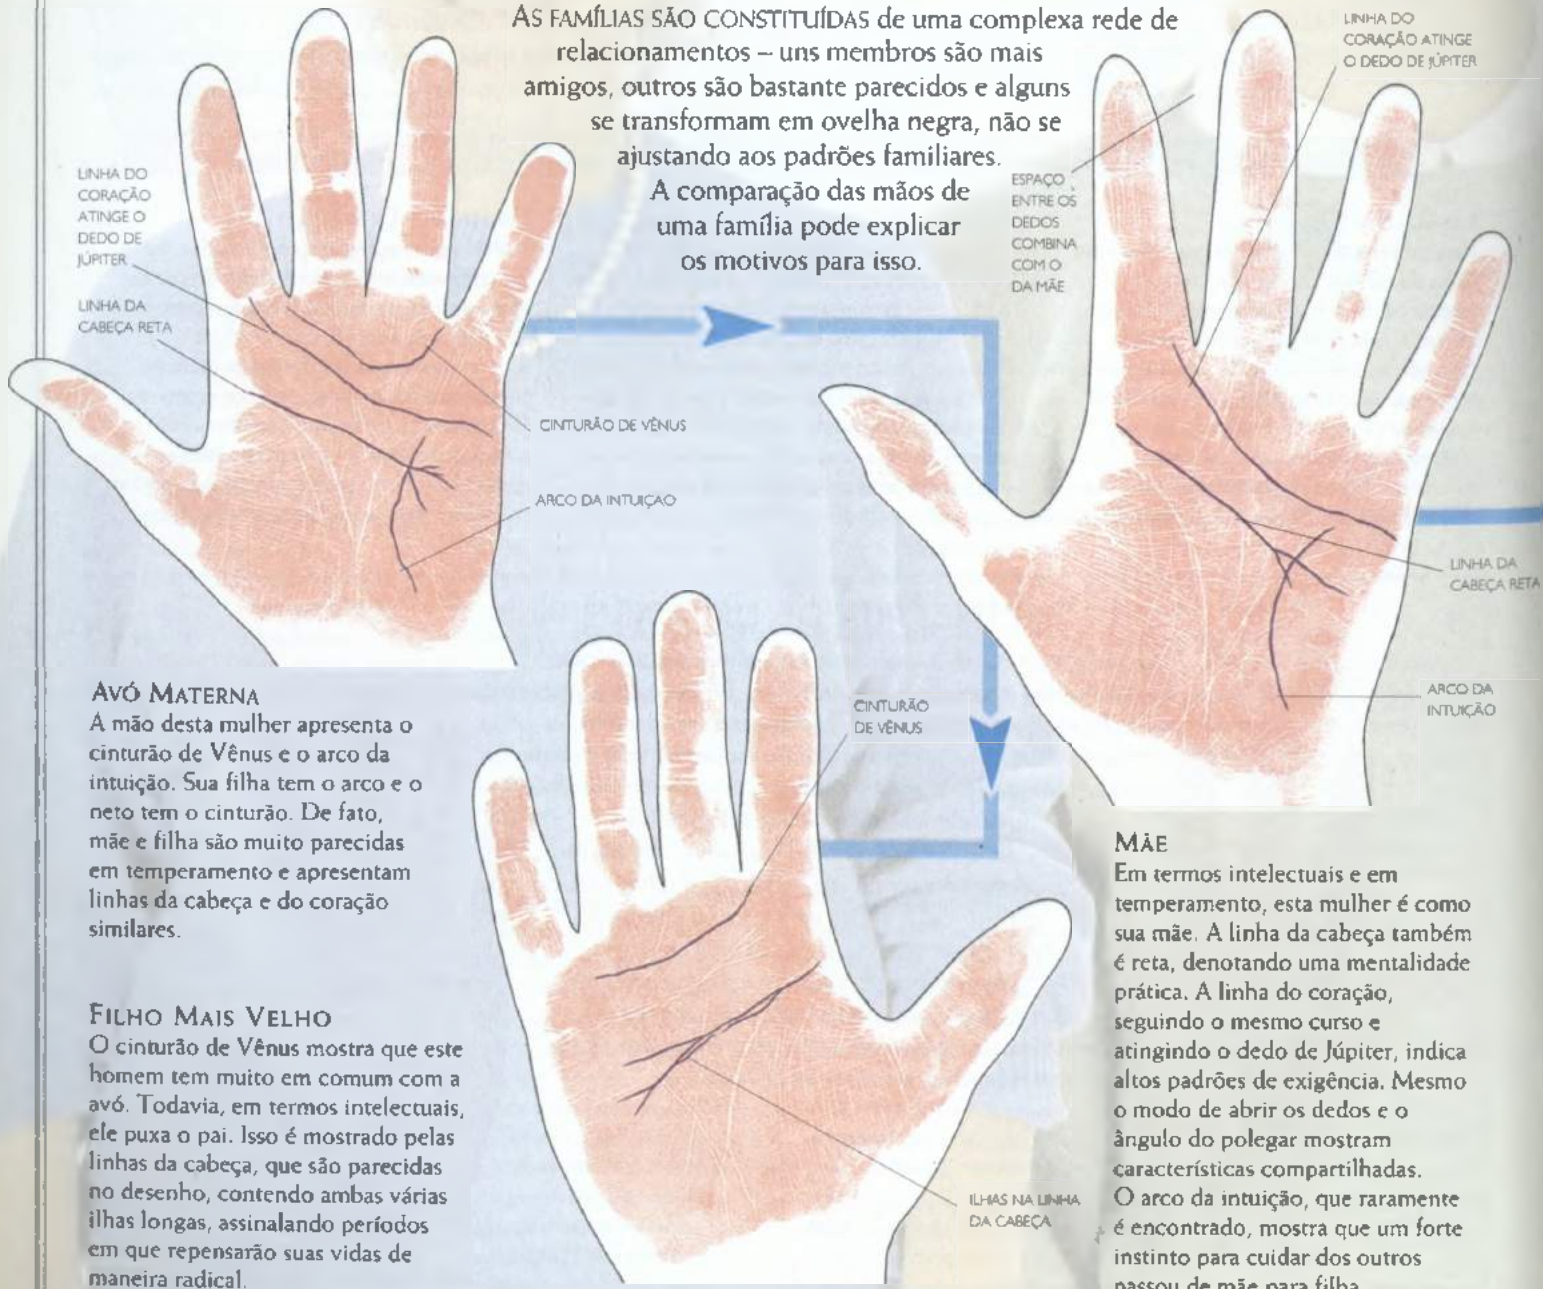 AS FAMÍLIAS SÃO CONSTITUÍDAS de uma complexa rede de
relacionamentos – uns membros são mais
amigos, outros são bastante parecidos e alguns
se transformam em ovelha negra, não se
ajustando aos padrões familiares.
A comparação das mãos de
uma família pode explicar
os motivos para isso.
LINHA DO
CORAÇÃO
ATINGE O
DEDO DE
JÚPITER
LINHA DA
CABEÇA RETA
CINTURÃO DE VÊNUS
ARCO DA INTUIÇÃO
LINHA DO
CORAÇÃO ATINGE
O DEDO DE JÚPITER
ESPAÇO
ENTRE OS
DEDOS
COMBINA
COM O
DA MÃE
LINHA DA
CABEÇA RETA
ARCO DA
INTUIÇÃO
AVÓ MATERNA
A mão desta mulher apresenta o
cinturão de Vênus e o arco da
intuição. Sua filha tem o arco e o
neto tem o cinturão. De fato,
mãe e filha são muito parecidas
em temperamento e apresentam
linhas da cabeça e do coração
similares.
FILHO MAIS VELHO
O cinturão de Vênus mostra que este
homem tem muito em comum com a
avó. Todavia, em termos intelectuais,
ele puxa o pai. Isso é mostrado pelas
linhas da cabeça, que são parecidas
no desenho, contendo ambas várias
ilhas longas, assinalando períodos
em que repensarão suas vidas de
maneira radical.
CINTURÃO
DE VÊNUS
ILHAS NA LINHA
DA CABEÇA
MÃE
Em termos intelectuais e em
temperamento, esta mulher é como
sua mãe. A linha da cabeça também
é reta, denotando uma mentalidade
prática. A linha do coração,
seguindo o mesmo curso e
atingindo o dedo de Júpiter, indica
altos padrões de exigência. Mesmo
o modo de abrir os dedos e o
ângulo do polegar mostram
características compartilhadas.
O arco da intuição, que raramente
é encontrado, mostra que um forte
instinto para cuidar dos outros
passou de mãe para filha